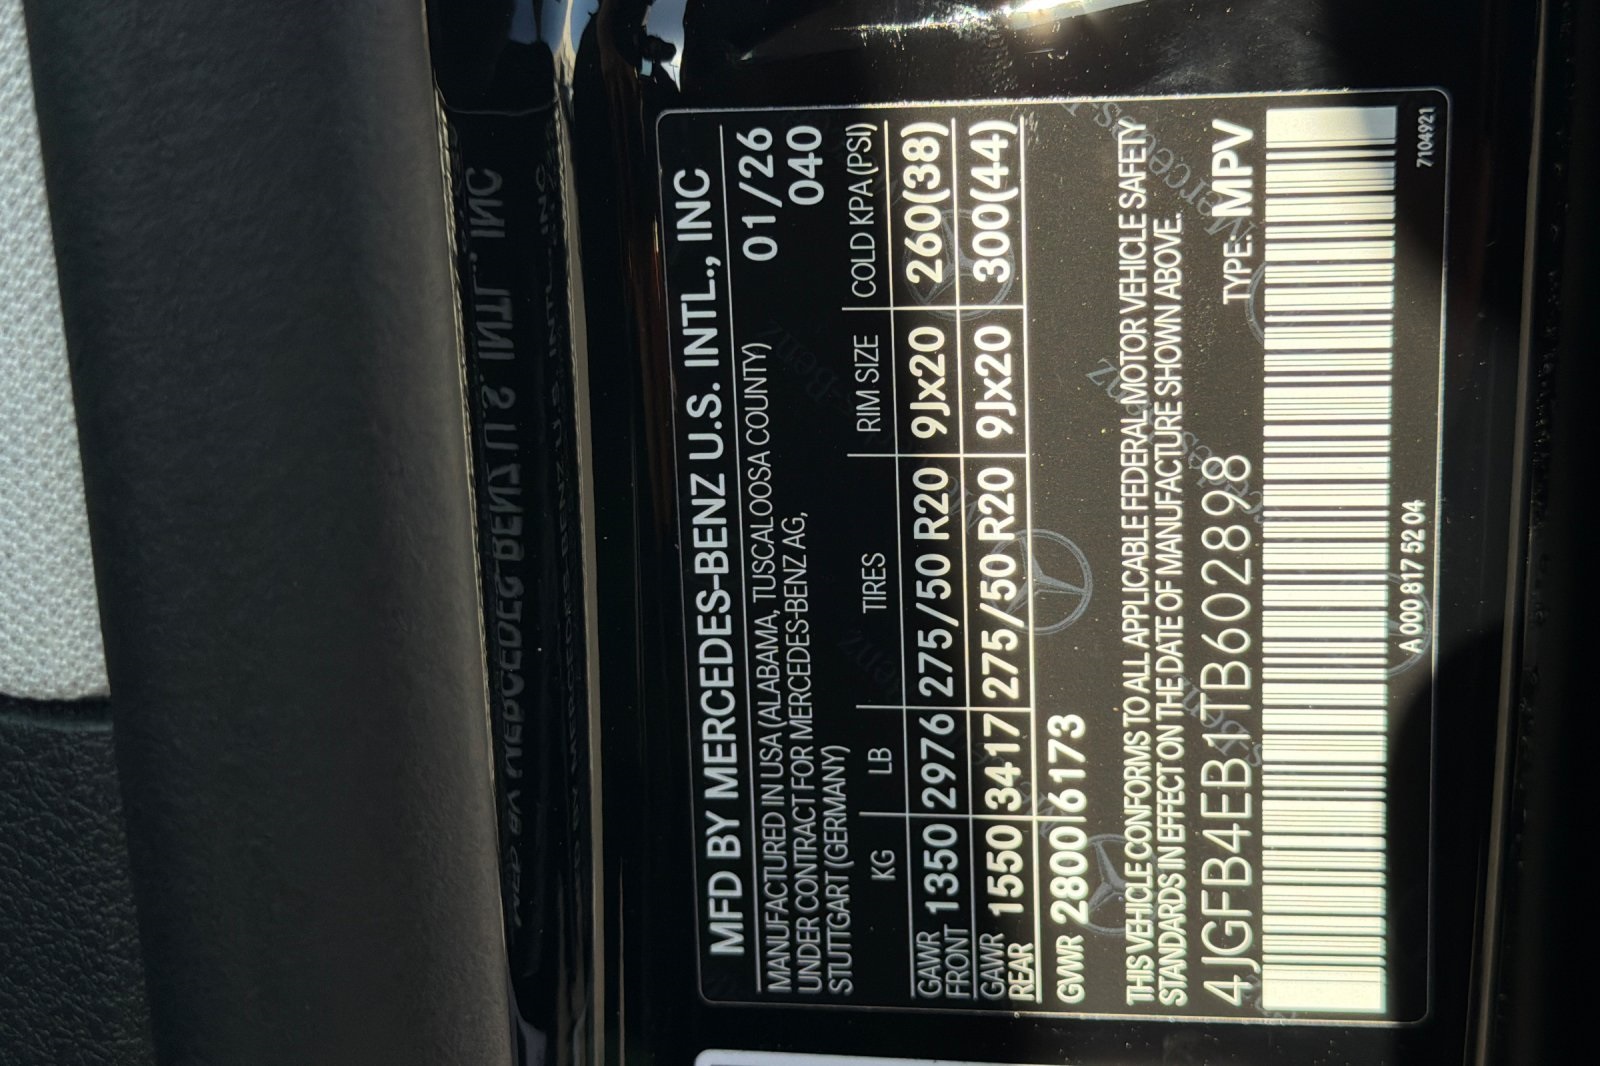 MFD BY MERCEDES-BENZ U.S. INTL., INC
MANUFACTURED IN USA (ALABAMA, TUSCALOOSA COUNTY) 01/26
UNDER CONTRACT FOR MERCEDES-BENZ AG, 040
STUTTGART (GERMANY)
KG LB TIRES RIM SIZE COLD KPA (PSI)
GAWR FRONT 1350 2976 275/50 R20 9Jx20 260(38)
GAWR REAR 1550 3417 275/50 R20 9Jx20 300(44)
GVWR 2800 6173
THIS VEHICLE CONFORMS TO ALL APPLICABLE FEDERAL MOTOR VEHICLE SAFETY
STANDARDS IN EFFECT ON THE DATE OF MANUFACTURE SHOWN ABOVE.
4JGFB4EB1TB602898 TYPE: MPV
A 000 817 52 04 7104921